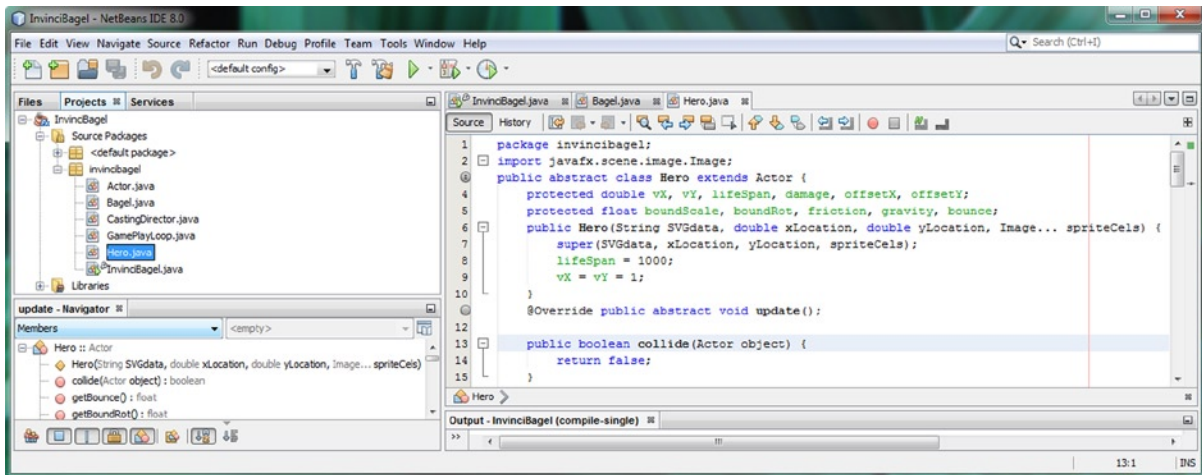 InvinciBagel - NetBeans IDE 8.0
File Edit View Navigate Source Refactor Run Debug Profile Team Tools Window Help
Search (Ctrl+I)
<default config>
Files Projects Services
InvinciBagel
Source Packages
<default package>
invincibagel
Actor.java
Bagel.java
CastingDirector.java
GamePlayLoop.java
Hero.java
InvinciBagel.java
Libraries
update - Navigator
Members <empty>
Hero :: Actor
Hero(String SVGdata, double xLocation, double yLocation, Image... spriteCels)
collide(Actor object) : boolean
getBounce() : float
getBoundRot() : float
InvinciBagel.java Bagel.java Hero.java
Source History
1 package invincibagel;
2 import javafx.scene.image.Image;
public abstract class Hero extends Actor {
4 protected double vX, vY, lifeSpan, damage, offsetX, offsetY;
5 protected float boundScale, boundRot, friction, gravity, bounce;
6 public Hero(String SVGdata, double xLocation, double yLocation, Image... spriteCels) {
7 super(SVGdata, xLocation, yLocation, spriteCels);
8 lifeSpan = 1000;
9 vX = vY = 1;
10 }
@Override public abstract void update();
12
13 public boolean collide(Actor object) {
14 return false;
15 }
Hero
Output - InvinciBagel (compile-single)
13:1 INS